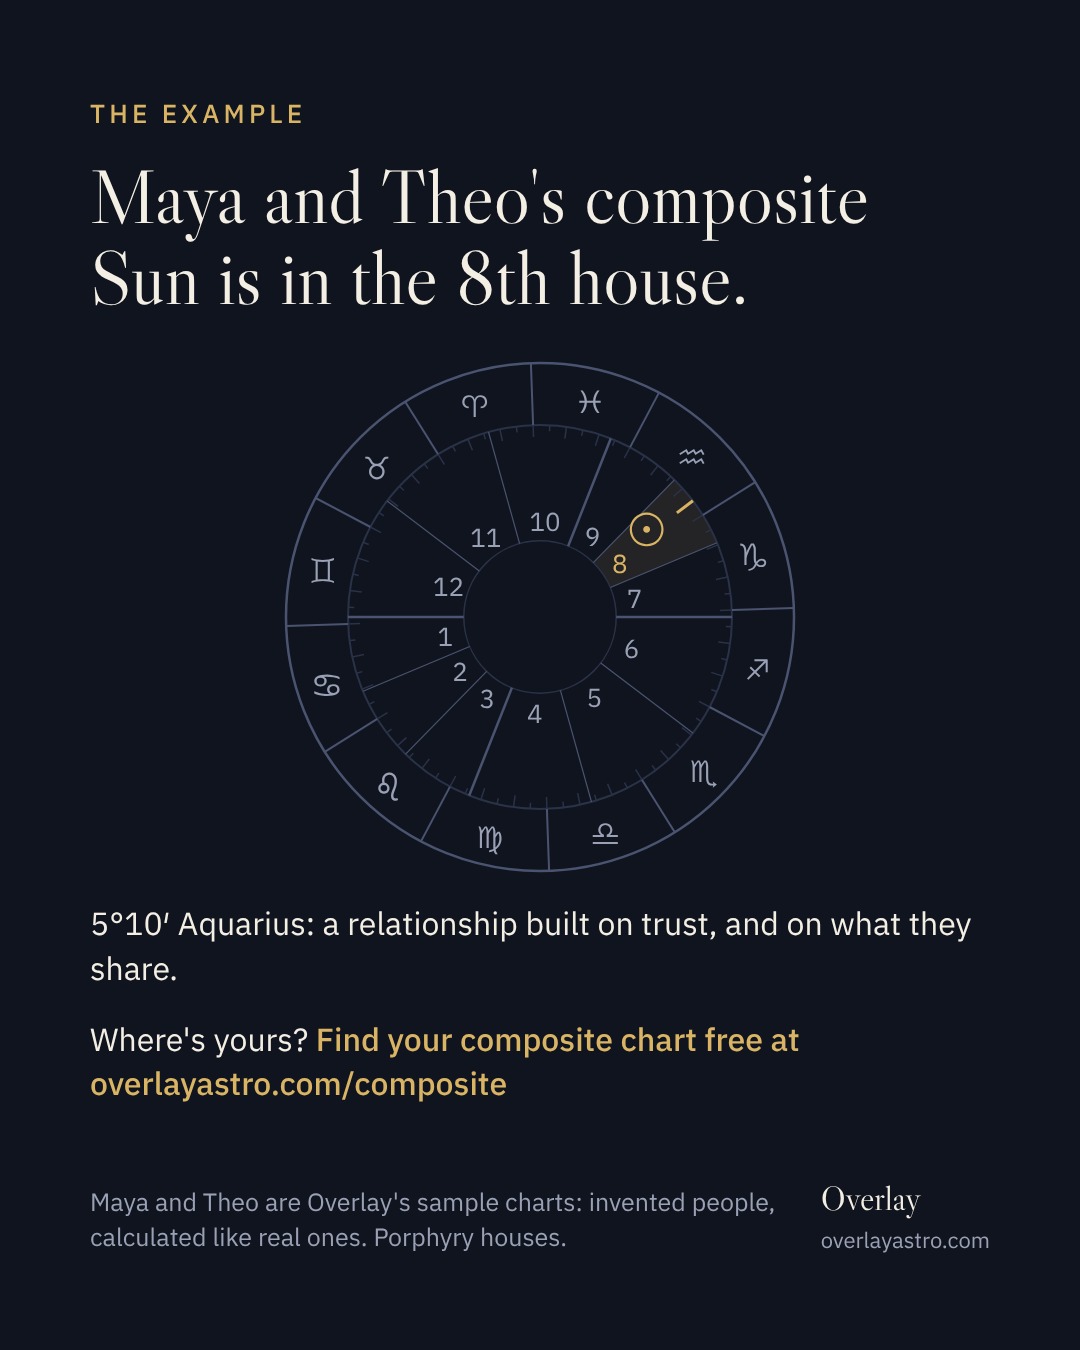 THE EXAMPLE
Maya and Theo's composite
Sun is in the 8th house.
♈ ♓
♉ ♒
♊ ♑
♋ ♐
♌ ♏
♍ ♎
11 10 9
12 8
7
1 6
2
3 4 5
5°10′ Aquarius: a relationship built on trust, and on what they
share.
Where's yours? Find your composite chart free at
overlayastro.com/composite
Maya and Theo are Overlay's sample charts: invented people,
calculated like real ones. Porphyry houses.
Overlay
overlayastro.com